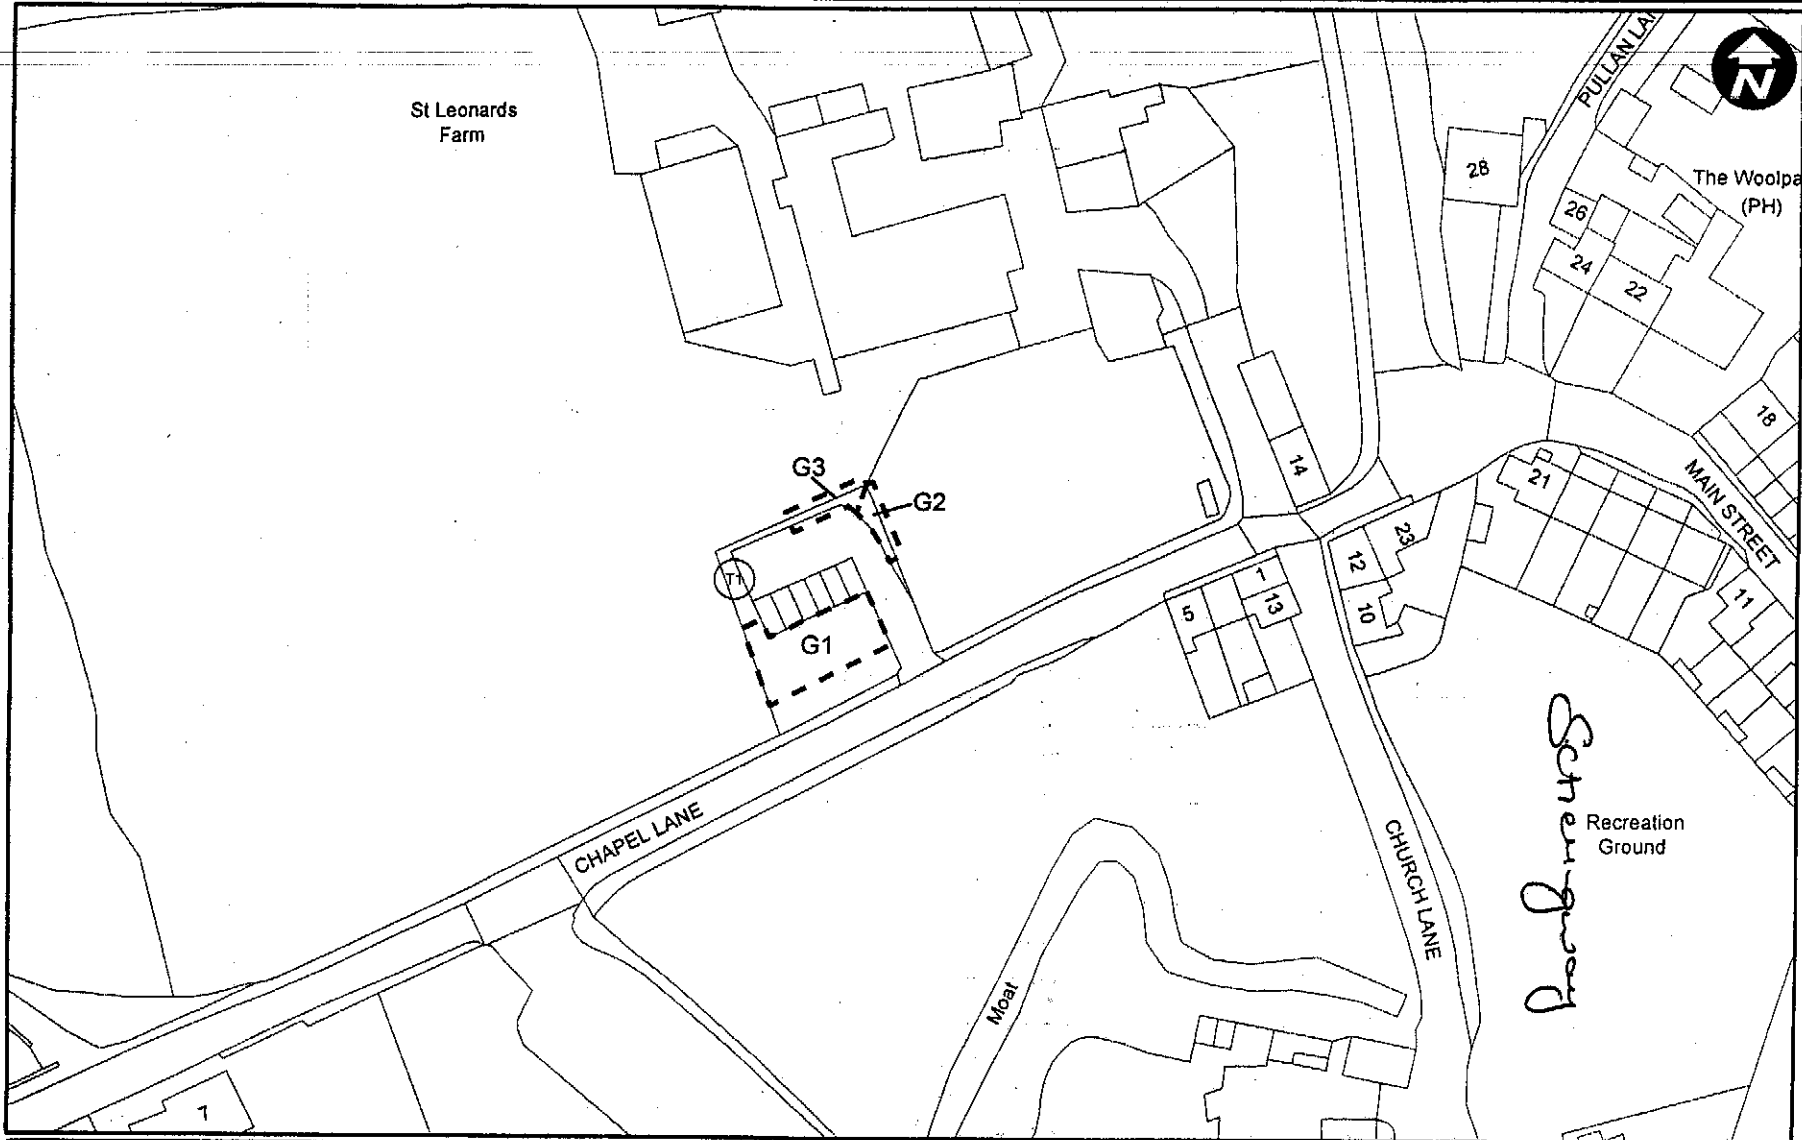 PULLAN LAN
N
St Leonards
Farm
28
The Woolpa
(PH)
26
24
22
18
14
G3
21
G2
MAIN STREET
23
12
T1
1
13
11
5
10
G1
Recreation
Ground
CHAPEL LANE
CHURCH LANE
Moat
7